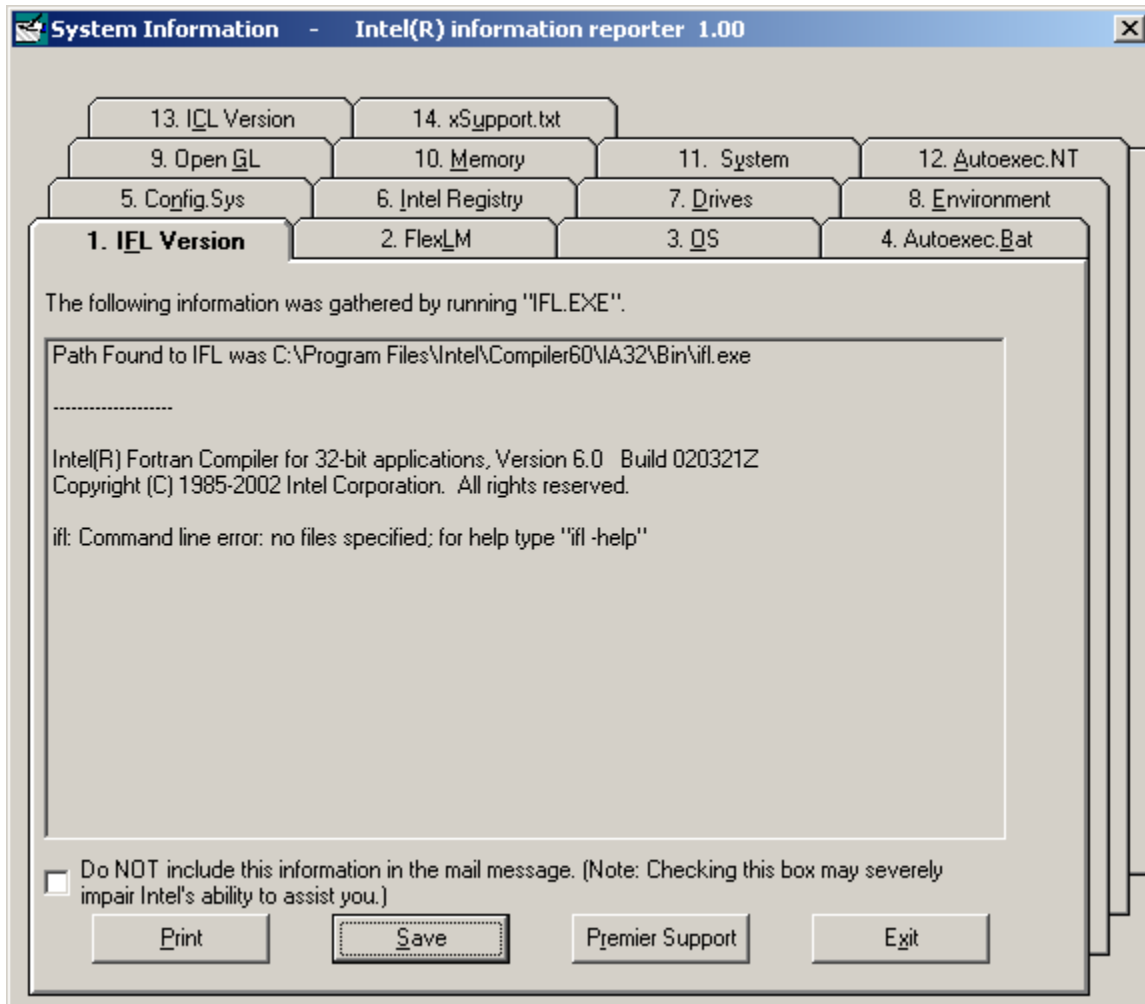 System Information - Intel(R) information reporter 1.00
13. ICL Version
14. xSupport.txt
9. Open GL
10. Memory
11. System
12. Autoexec.NT
5. Config.Sys
6. Intel Registry
7. Drives
8. Environment
1. IFL Version
2. FlexLM
3. OS
4. Autoexec.Bat
The following information was gathered by running "IFL.EXE".
Path Found to IFL was C:\Program Files\Intel\Compiler60\IA32\Bin\ifl.exe
--------------------
Intel(R) Fortran Compiler for 32-bit applications, Version 6.0 Build 020321Z
Copyright (C) 1985-2002 Intel Corporation. All rights reserved.
ifl: Command line error: no files specified; for help type "ifl -help"
Do NOT include this information in the mail message. (Note: Checking this box may severely
impair Intel's ability to assist you.)
Print
Save
Premier Support
Exit